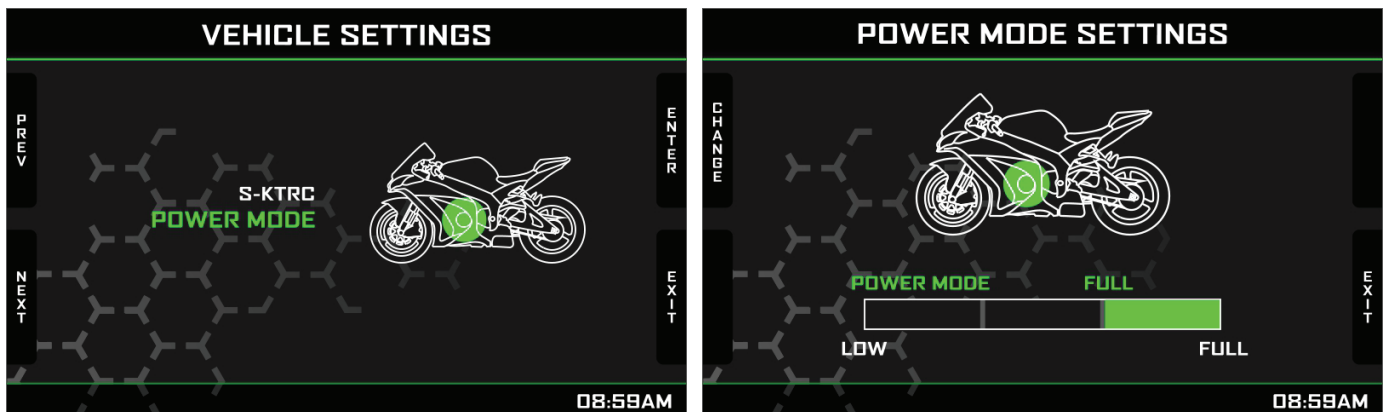 VEHICLE SETTINGS
PREV
NEXT
S-KTRC
POWER MODE
ENTER
EXIT
08:59AM
POWER MODE SETTINGS
CHANGE
POWER MODE FULL
LOW FULL
EXIT
08:59AM